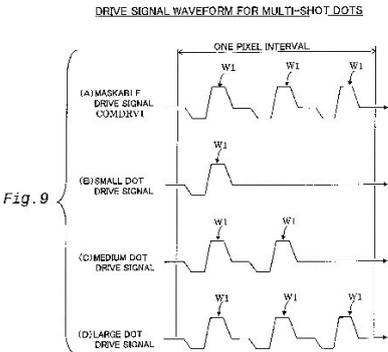 DRIVE SIGNAL WAVEFORM FOR MULTI-SHOT DOTS
ONE PIXEL INTERVAL
W1 W1 W1
(A)MASKABLE
DRIVE SIGNAL
COMDRV1
W1
(B)SMALL DOT
DRIVE SIGNAL
Fig.9
W1 W1
(C)MEDIUM DOT
DRIVE SIGNAL
W1 W1 W1
(D)LARGE DOT
DRIVE SIGNAL